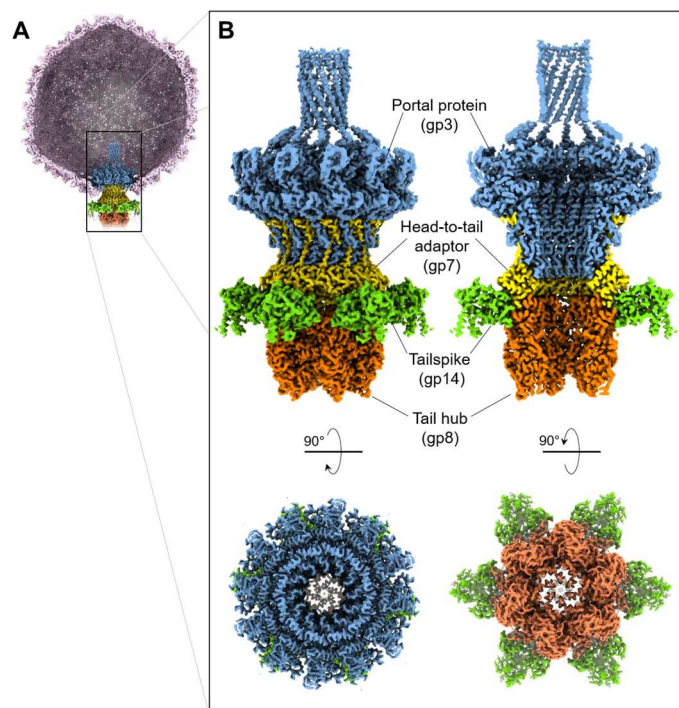 A
B
Portal protein
(gp3)
Head-to-tail
adaptor
(gp7)
Tailspike
(gp14)
Tail hub
(gp8)
90°
90°